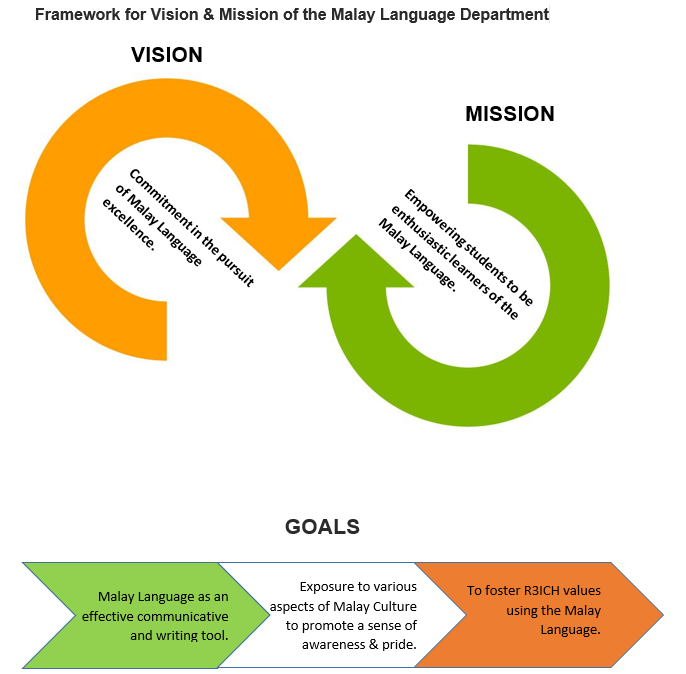 Framework for Vision & Mission of the Malay Language Department
VISION
Commitment in the pursuit
of Malay Language
excellence.
MISSION
Empowering students to be
enthusiastic learners of the
Malay Language.
GOALS
Malay Language as an
effective communicative
and writing tool.
Exposure to various
aspects of Malay Culture
to promote a sense of
awareness & pride.
To foster R3ICH values
using the Malay
Language.